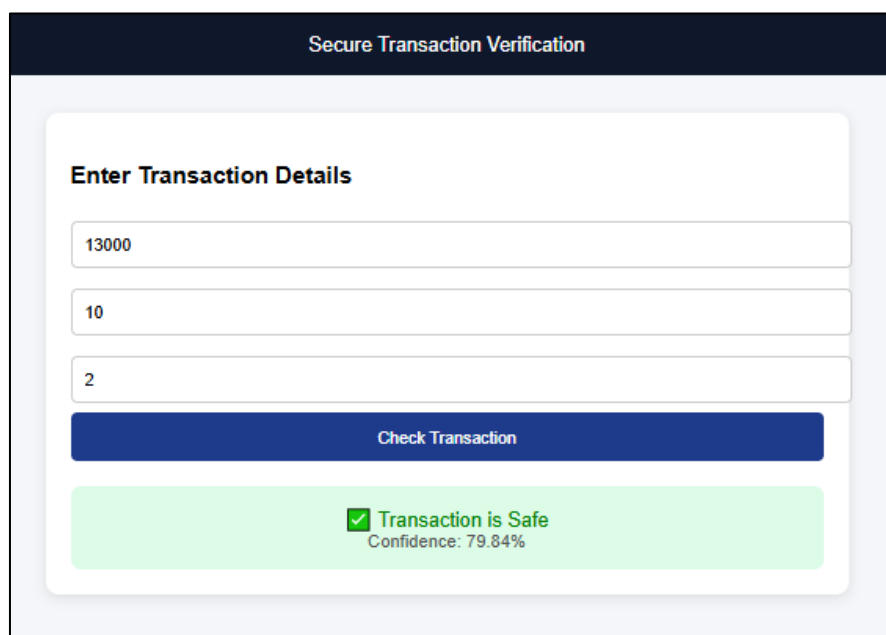 Secure Transaction Verification
Enter Transaction Details
13000
10
2
Check Transaction
✅ Transaction is Safe
Confidence: 79.84%